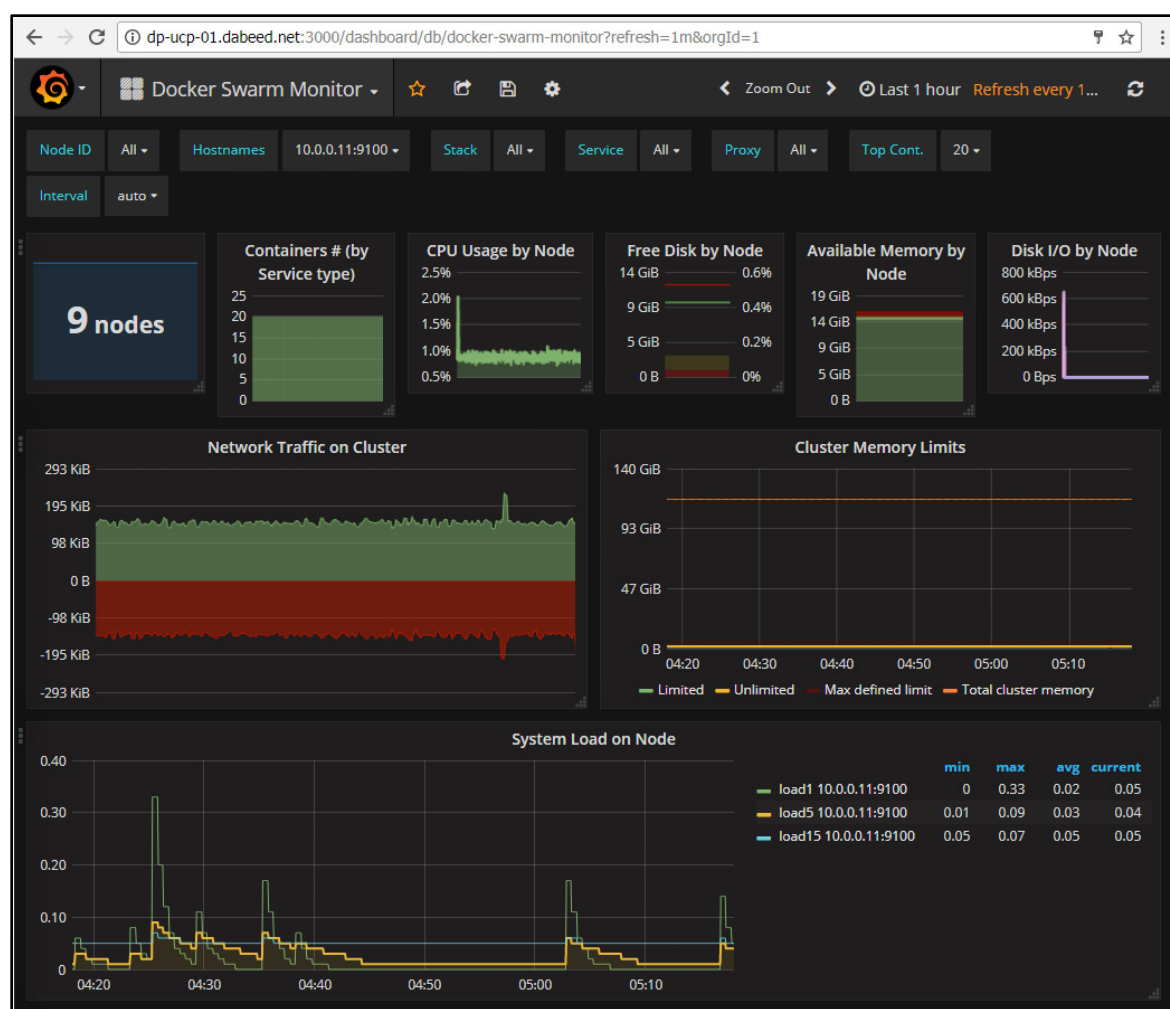 dp-ucp-01.dabeed.net:3000/dashboard/db/docker-swarm-monitor?refresh=1m&orgId=1
Docker Swarm Monitor
Zoom Out
Last 1 hour Refresh every 1...
Node ID All Hostnames 10.0.0.11:9100 Stack All Service All Proxy All Top Cont. 20
Interval auto
9 nodes
Containers # (by
Service type)
25
20
15
10
5
0
CPU Usage by Node
2.5%
2.0%
1.5%
1.0%
0.5%
Free Disk by Node
14 GiB 0.6%
9 GiB 0.4%
5 GiB 0.2%
0 B 0%
Available Memory by
Node
19 GiB
14 GiB
9 GiB
5 GiB
0 B
Disk I/O by Node
800 kBps
600 kBps
400 kBps
200 kBps
0 Bps
Network Traffic on Cluster
293 KiB
195 KiB
98 KiB
0 B
-98 KiB
-195 KiB
-293 KiB
Cluster Memory Limits
140 GiB
93 GiB
47 GiB
0 B
04:20 04:30 04:40 04:50 05:00 05:10
Limited Unlimited Max defined limit Total cluster memory
System Load on Node
0.40
0.30
0.20
0.10
0
04:20 04:30 04:40 04:50 05:00 05:10
min max avg current
load1 10.0.0.11:9100 0 0.33 0.02 0.05
load5 10.0.0.11:9100 0.01 0.09 0.03 0.04
load15 10.0.0.11:9100 0.05 0.07 0.05 0.05